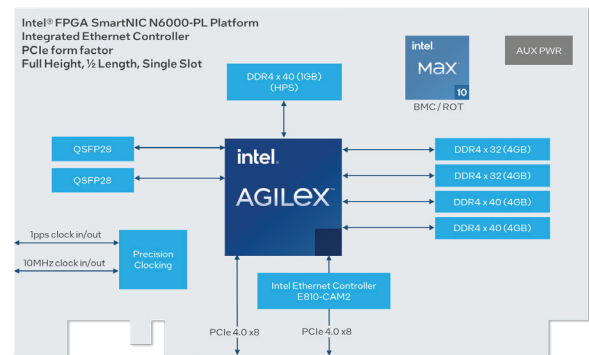 Intel® FPGA SmartNIC N6000-PL Platform
Integrated Ethernet Controller
PCIe form factor
Full Height, ½ Length, Single Slot
DDR4 x 40 (1GB)
(HPS)
intel.
MAX
10
BMC / ROT
AUX PWR
QSFP28
QSFP28
intel.
AGILEX™
DDR4 x 32 (4GB)
DDR4 x 32 (4GB)
DDR4 x 40 (4GB)
DDR4 x 40 (4GB)
1pps clock in/out
10MHz clock in/out
Precision
Clocking
Intel Ethernet Controller
E810-CAM2
PCIe 4.0 x8
PCIe 4.0 x8